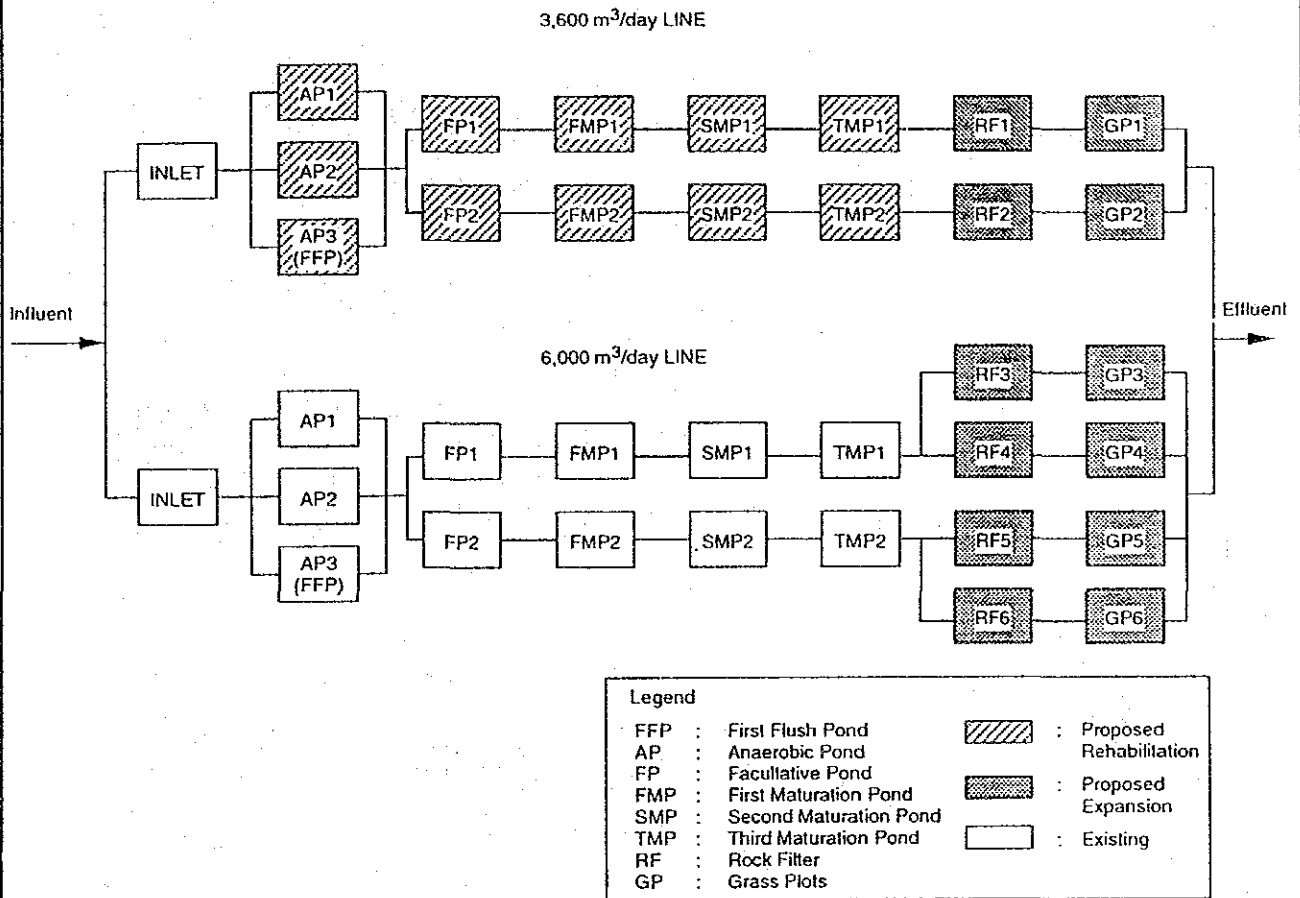 3,600 m³/day LINE
AP1
FP1
FMP1
SMP1
TMP1
RF1
GP1
INLET
AP2
FP2
FMP2
SMP2
TMP2
RF2
GP2
AP3
(FFP)
Influent
Effluent
6,000 m³/day LINE
RF3
GP3
AP1
FP1
FMP1
SMP1
TMP1
RF4
GP4
INLET
AP2
FP2
FMP2
SMP2
TMP2
RF5
GP5
AP3
(FFP)
RF6
GP6
Legend
FFP : First Flush Pond
AP : Anaerobic Pond
FP : Facultative Pond
FMP : First Maturation Pond
SMP : Second Maturation Pond
TMP : Third Maturation Pond
RF : Rock Filter
GP : Grass Plots
: Proposed
Rehabilitation
: Proposed
Expansion
: Existing